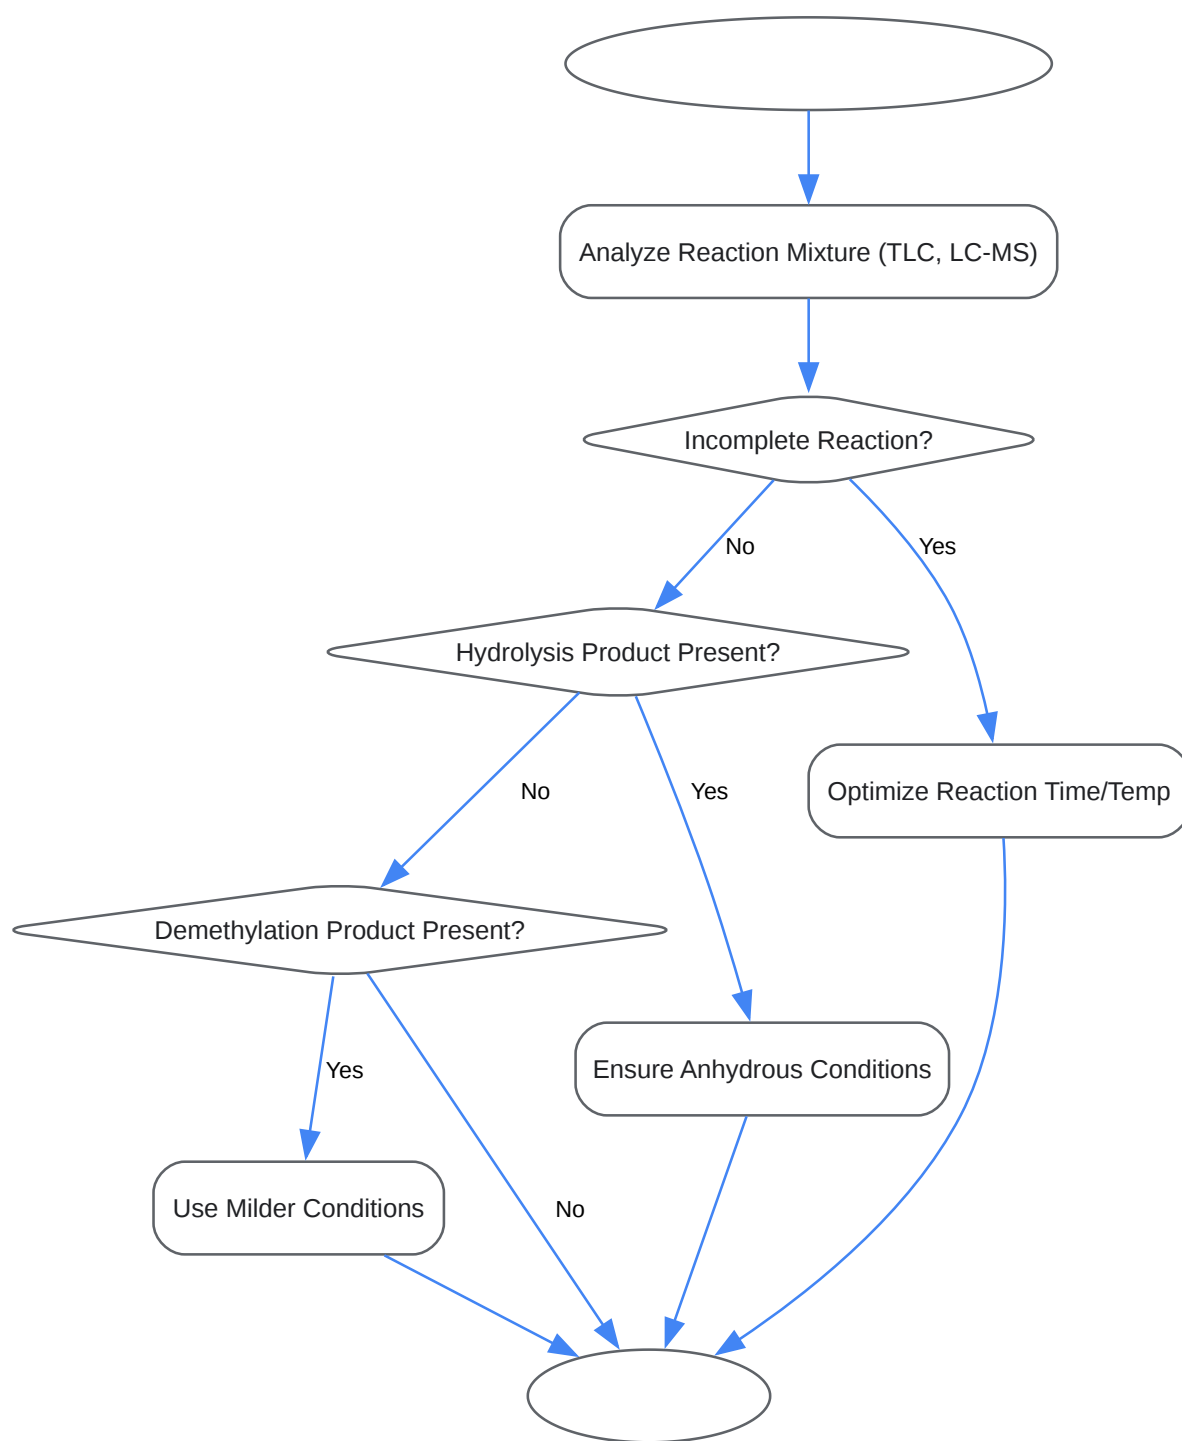 Analyze Reaction Mixture (TLC, LC-MS)
Incomplete Reaction?
No
Yes
Hydrolysis Product Present?
No
Yes
Optimize Reaction Time/Temp
Demethylation Product Present?
Yes
Ensure Anhydrous Conditions
Use Milder Conditions
No